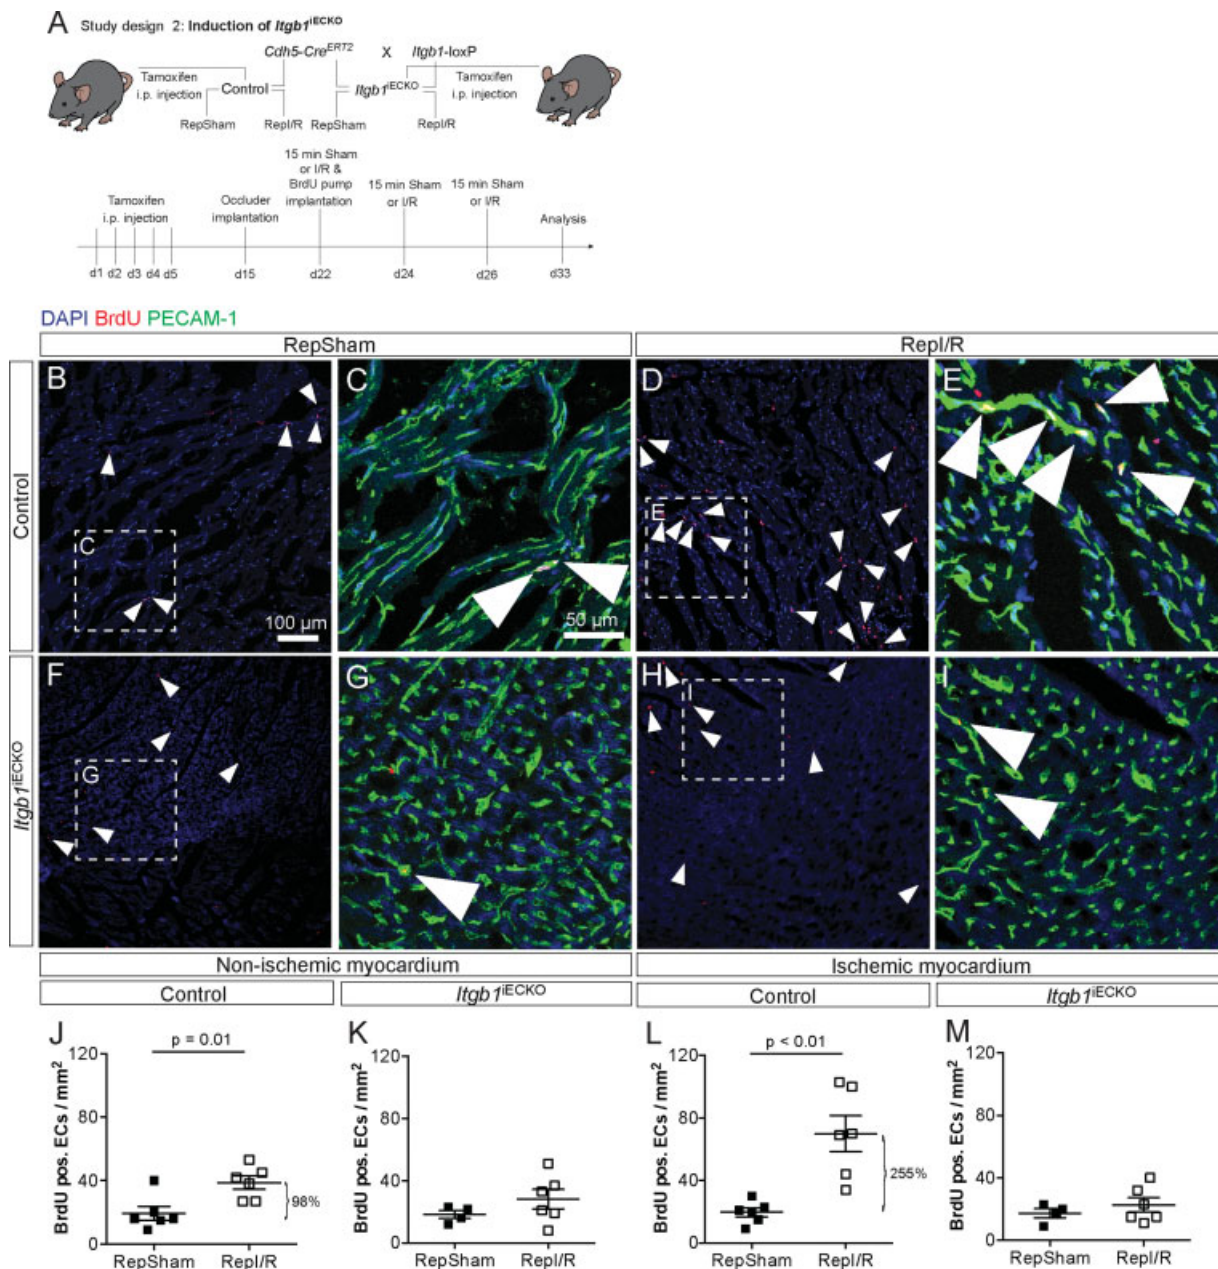 A Study design 2: Induction of Itgb1iECKO
Cdh5-CreERT2 X Itgb1-loxP
Tamoxifen
i.p. injection
Control
Itgb1iECKO
Tamoxifen
i.p. injection
RepSham RepI/R RepSham RepI/R
Tamoxifen
i.p. injection
Occluder
implantation
15 min Sham
or I/R &
BrdU pump
implantation
15 min Sham
or I/R
15 min Sham
or I/R
Analysis
d1 d2 d3 d4 d5 d15 d22 d24 d26 d33
DAPI BrdU PECAM-1
RepSham RepI/R
Control
B C D E
C
E
100 µm 50 µm
Itgb1iECKO
F G H I
G
I
Non-ischemic myocardium Ischemic myocardium
Control Itgb1iECKO Control Itgb1iECKO
J
BrdU pos. ECs / mm2
120
80
40
0
p = 0.01
98%
RepSham RepI/R
K
BrdU pos. ECs / mm2
120
80
40
0
RepSham RepI/R
L
BrdU pos. ECs / mm2
120
80
40
0
p < 0.01
255%
RepSham RepI/R
M
BrdU pos. ECs / mm2
120
80
40
0
RepSham RepI/R